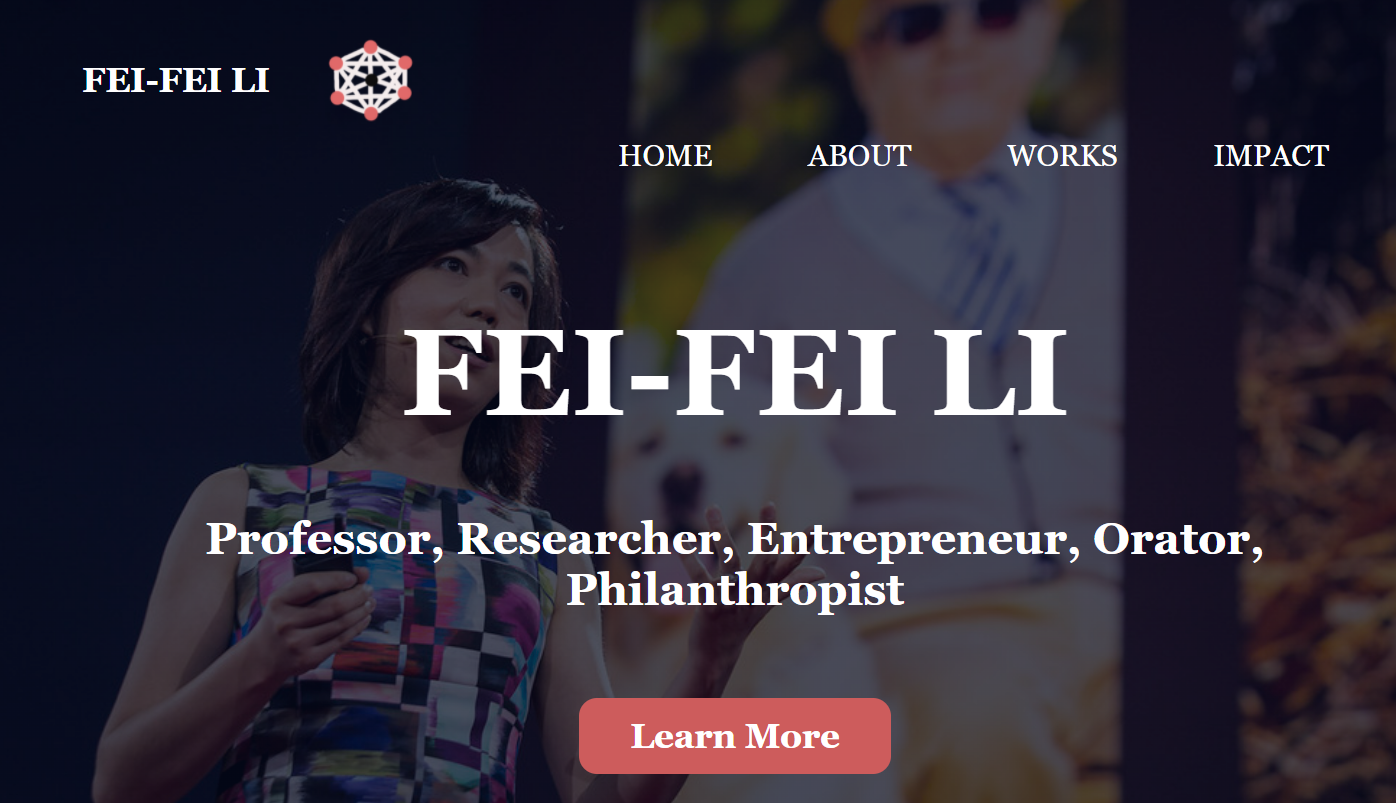 FEI-FEI LI
HOME ABOUT WORKS IMPACT
FEI-FEI LI
Professor, Researcher, Entrepreneur, Orator,
Philanthropist
Learn More